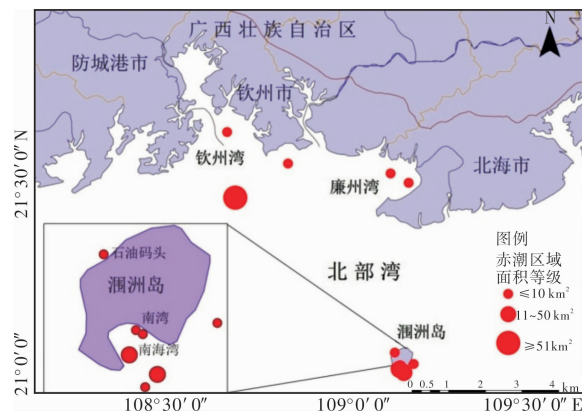 广西壮族自治区
N
防城港市
钦州市
钦州湾
廉州湾
北海市
21°30′0″ N
21°0′0″
石油码头
涠洲岛
南湾
南海湾
北部湾
涠洲岛
图例
赤潮区域
面积等级
≤10 km²
11~50 km²
≥51km²
0 0.5 1 2 3 4 km
108°30′0″ 109°0′0″ 109°30′0″ E